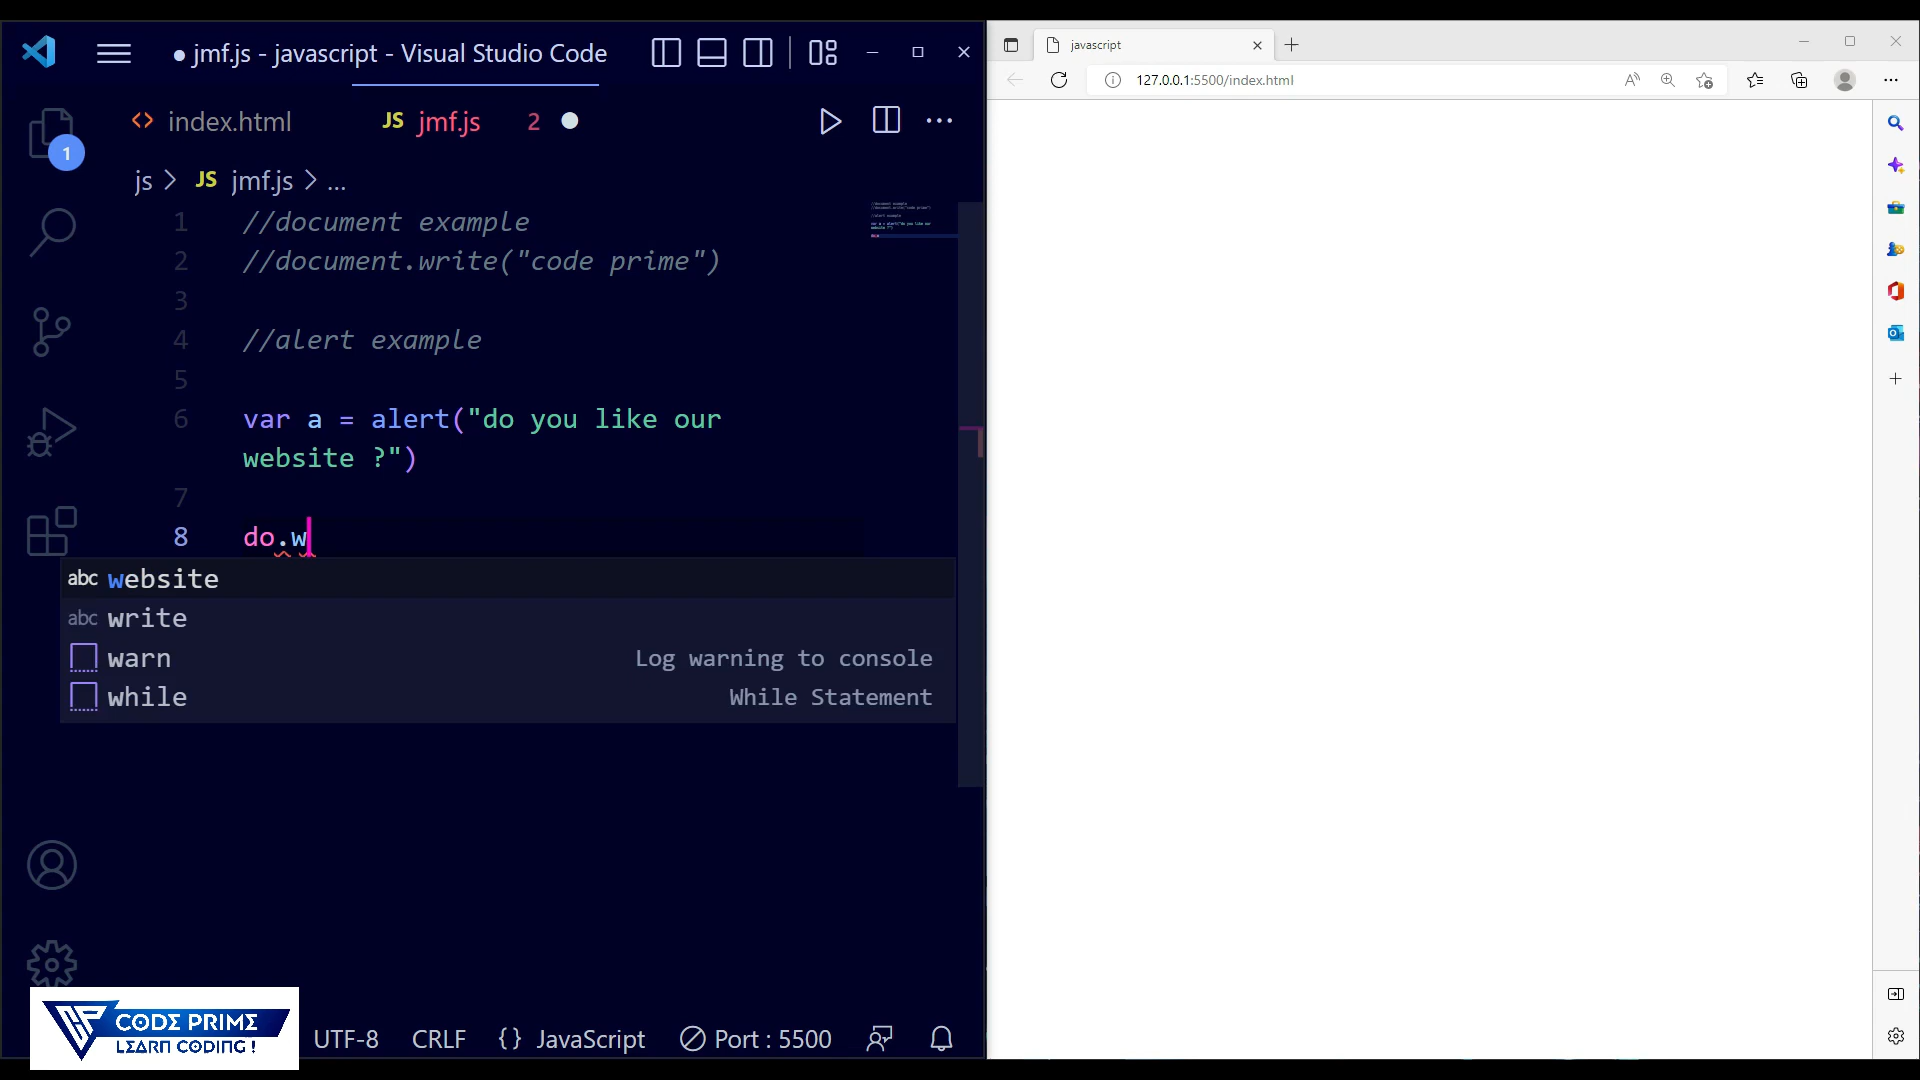 ● jmf.js - javascript - Visual Studio Code
index.html
JS jmf.js 2
js > JS jmf.js > ...
1 //document example
2 //document.write("code prime")
3
4 //alert example
5
6 var a = alert("do you like our
website ?")
7
8 do.w
abc website
abc write
warn Log warning to console
while While Statement
1
CODE PRIME
LEARN CODING !
UTF-8 CRLF {} JavaScript Port : 5500
javascript
127.0.0.1:5500/index.html